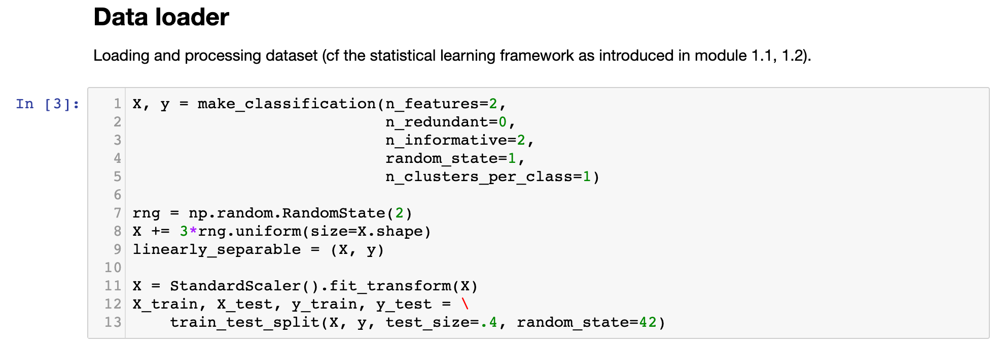 Data loader
Loading and processing dataset (cf the statistical learning framework as introduced in module 1.1, 1.2).
In [3]:
1 X, y = make_classification(n_features=2,
2                            n_redundant=0,
3                            n_informative=2,
4                            random_state=1,
5                            n_clusters_per_class=1)
6
7 rng = np.random.RandomState(2)
8 X += 3*rng.uniform(size=X.shape)
9 linearly_separable = (X, y)
10
11 X = StandardScaler().fit_transform(X)
12 X_train, X_test, y_train, y_test = \
13     train_test_split(X, y, test_size=.4, random_state=42)